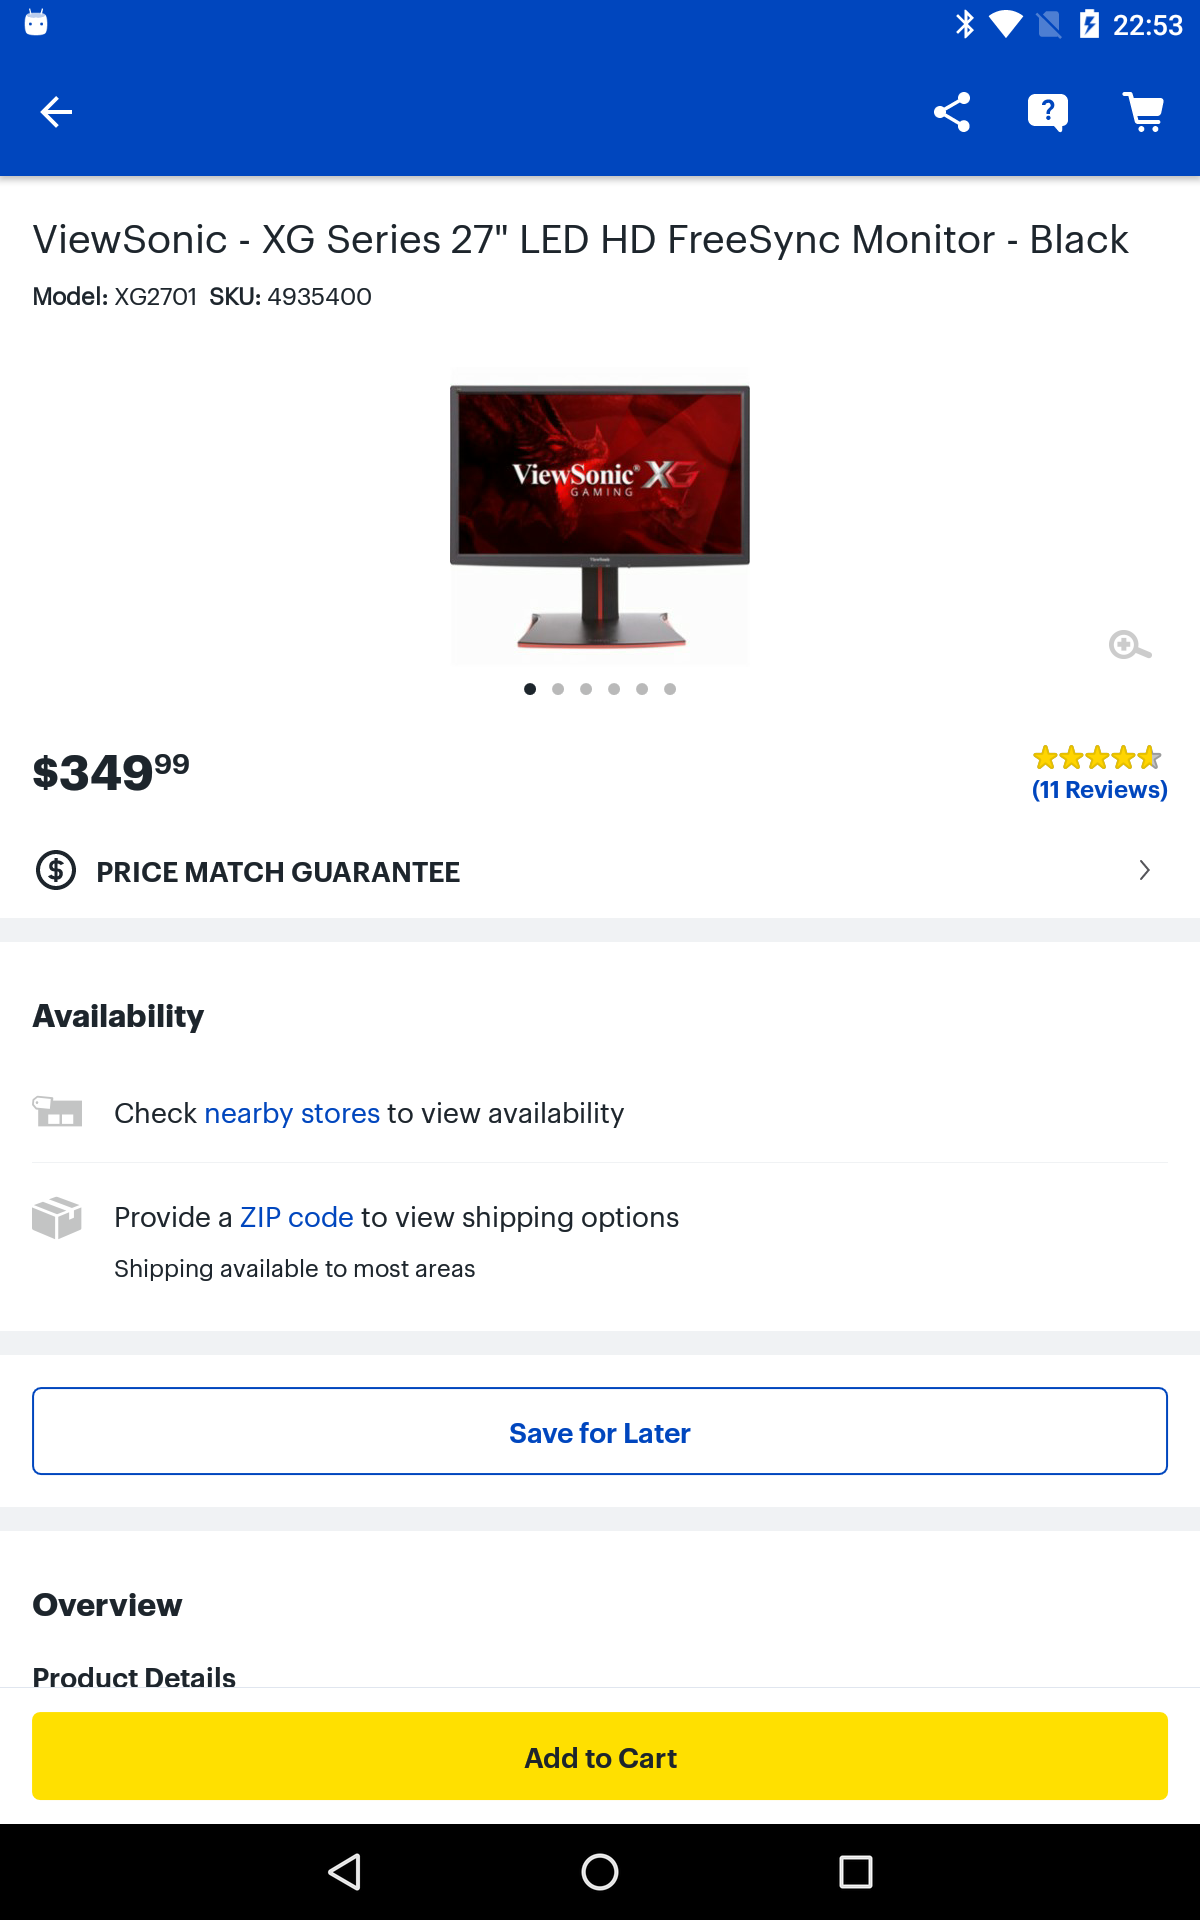 22:53
ViewSonic - XG Series 27" LED HD FreeSync Monitor - Black
Model: XG2701 SKU: 4935400
ViewSonic® XG
GAMING
ViewSonic
$349.99
(11 Reviews)
PRICE MATCH GUARANTEE
Availability
Check nearby stores to view availability
Provide a ZIP code to view shipping options
Shipping available to most areas
Save for Later
Overview
Product Details
Add to Cart